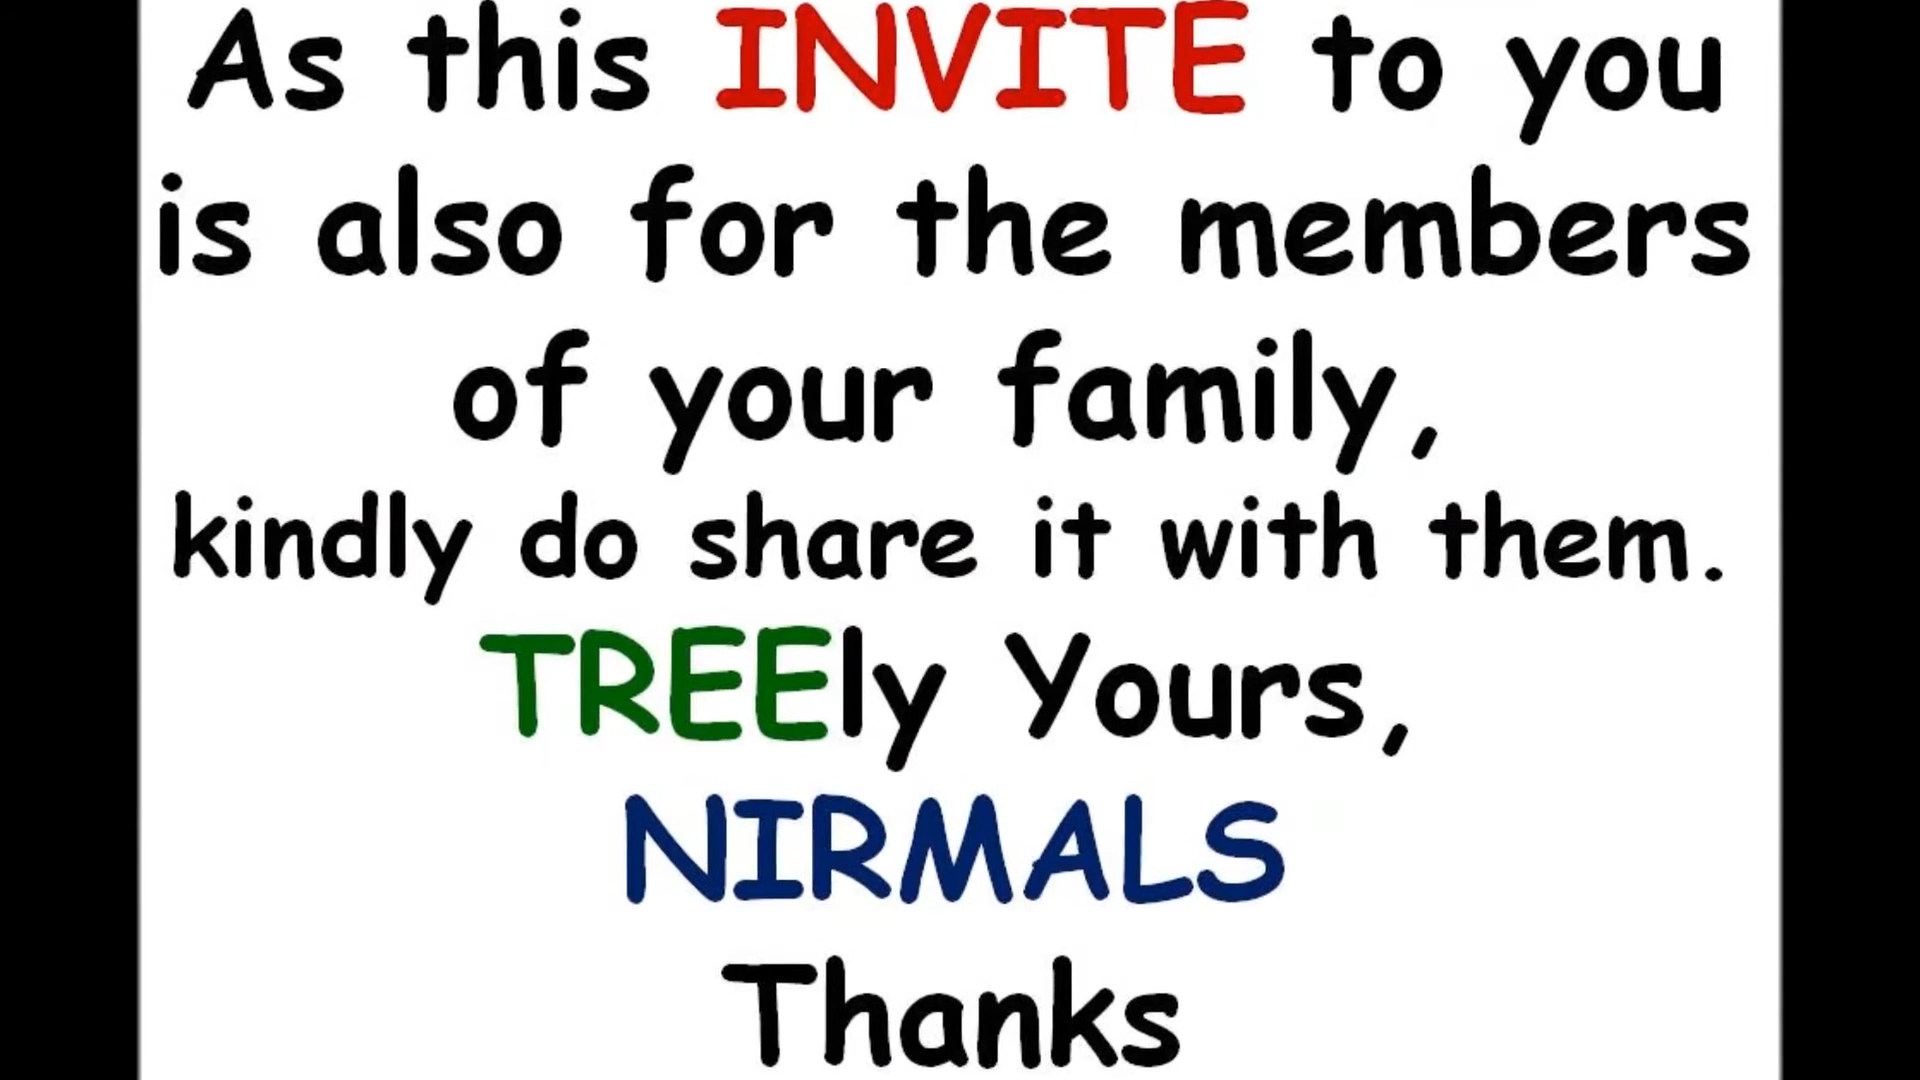 As this INVITE to you
is also for the members
of your family,
kindly do share it with them.
TREEly Yours,
NIRMALS
Thanks